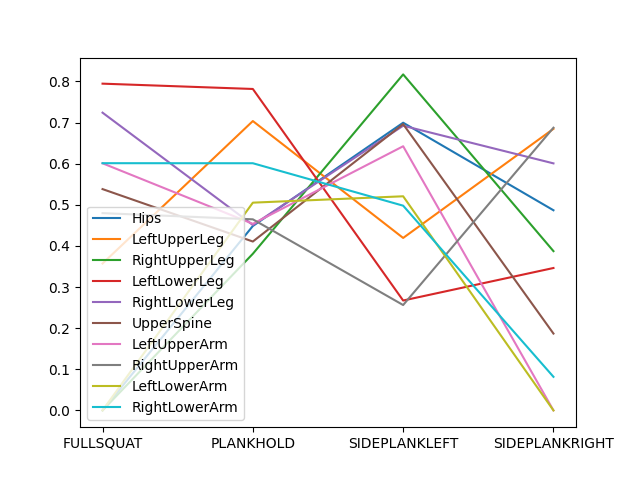 0.8
0.7
0.6
0.5
0.4
0.3
0.2
0.1
0.0
Hips
LeftUpperLeg
RightUpperLeg
LeftLowerLeg
RightLowerLeg
UpperSpine
LeftUpperArm
RightUpperArm
LeftLowerArm
RightLowerArm
FULLSQUAT PLANKHOLD SIDEPLANKLEFT SIDEPLANKRIGHT